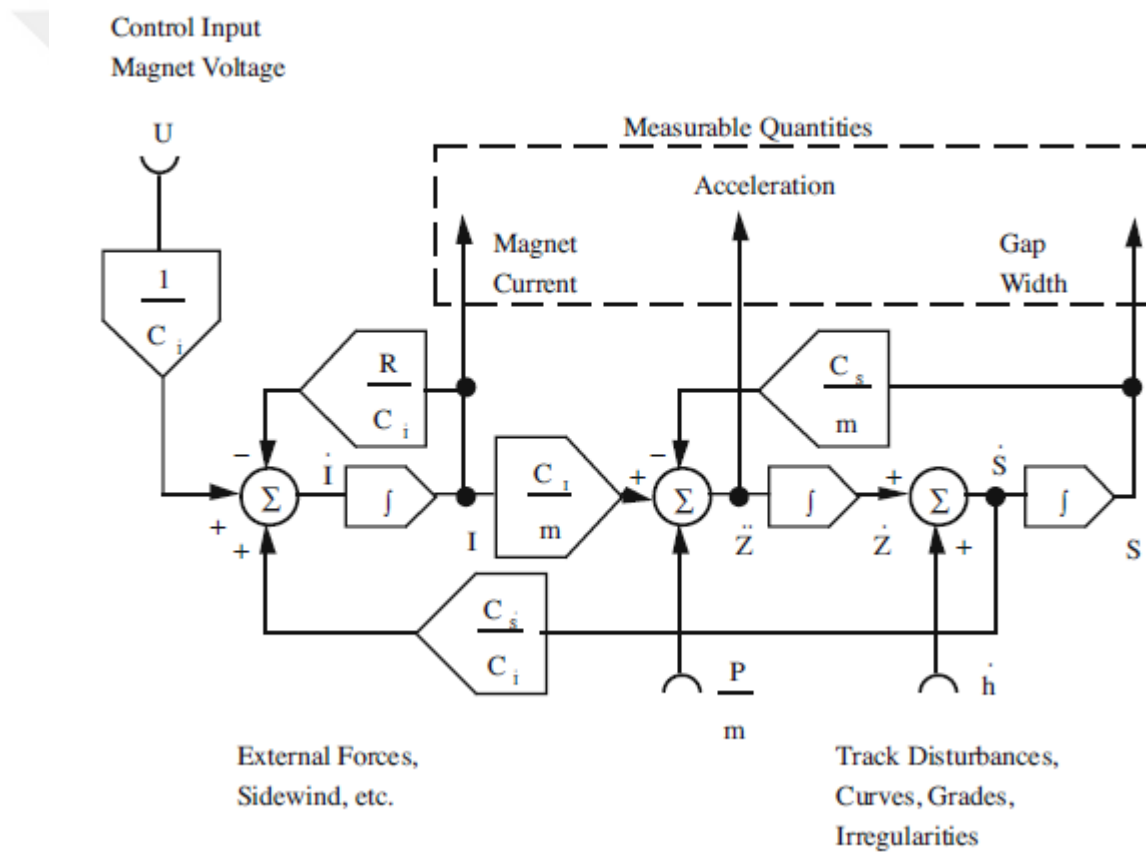 Control Input
Magnet Voltage
U
Measurable Quantities
Acceleration
Magnet
Current
Gap
Width
1
C i
R
C i
C s
m
−
−
İ
Σ
∫
I
C ı
m
+
Σ
Z̈
∫
Ż
+
Σ
Ṡ
∫
S
+
+
+
C s
C i
P
m
ḣ
External Forces,
Sidewind, etc.
Track Disturbances,
Curves, Grades,
Irregularities